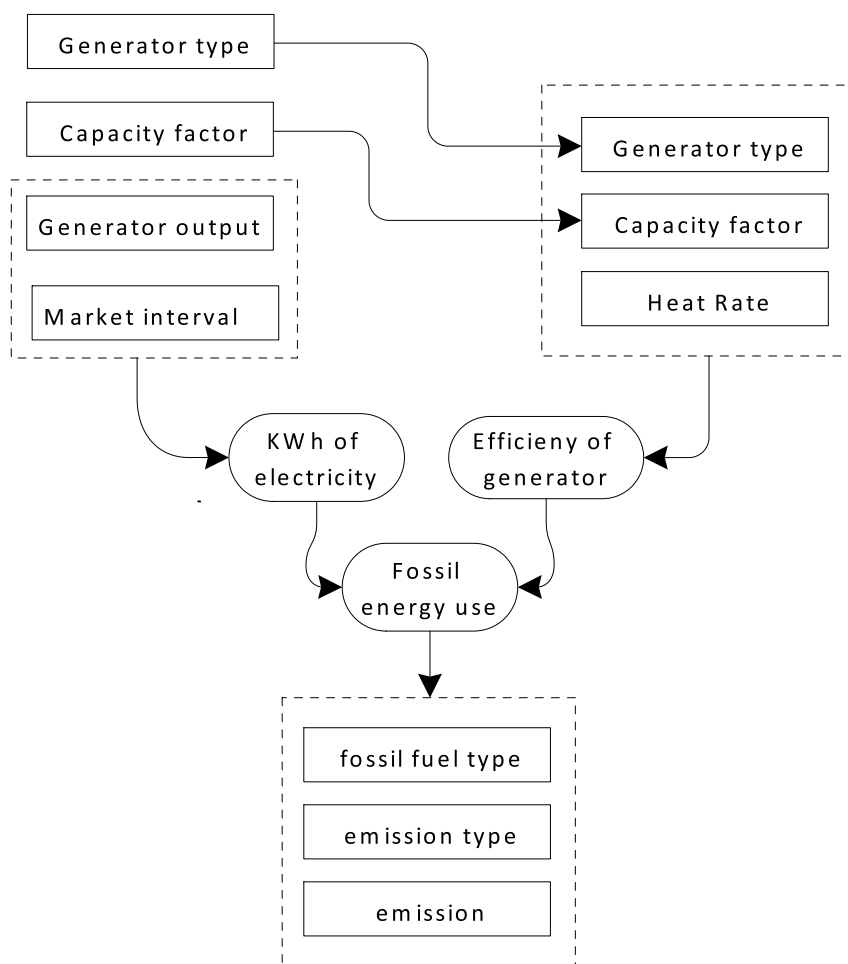 Generator type
Capacity factor
Generator output
Market interval
Generator type
Capacity factor
Heat Rate
KWh of
electricity
Efficieny of
generator
Fossil
energy use
fossil fuel type
emission type
emission